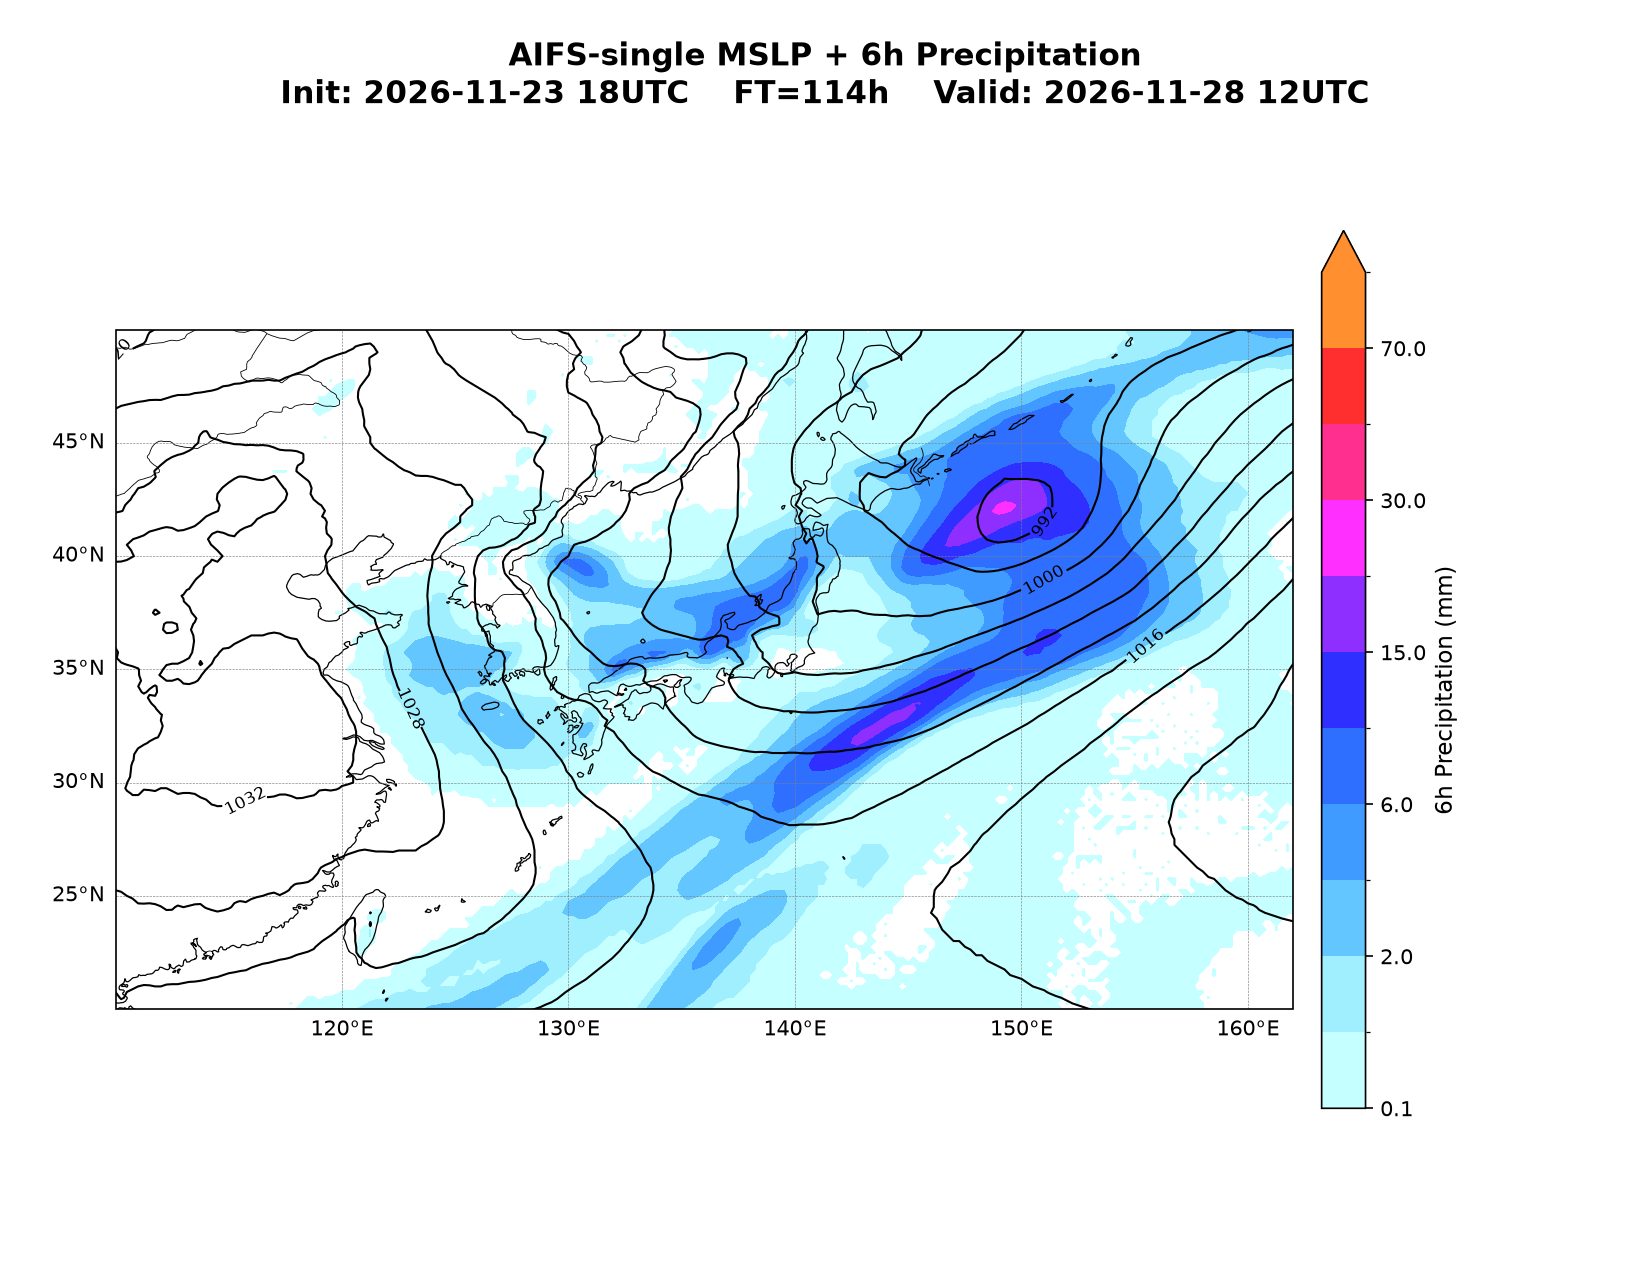 AIFS-single MSLP + 6h Precipitation
Init: 2026-11-23 18UTC    FT=114h    Valid: 2026-11-28 12UTC
70.0
30.0
15.0
6.0
2.0
0.1
6h Precipitation (mm)
45°N
40°N
35°N
30°N
25°N
120°E
130°E
140°E
150°E
160°E
992
1000
1016
1028
1032